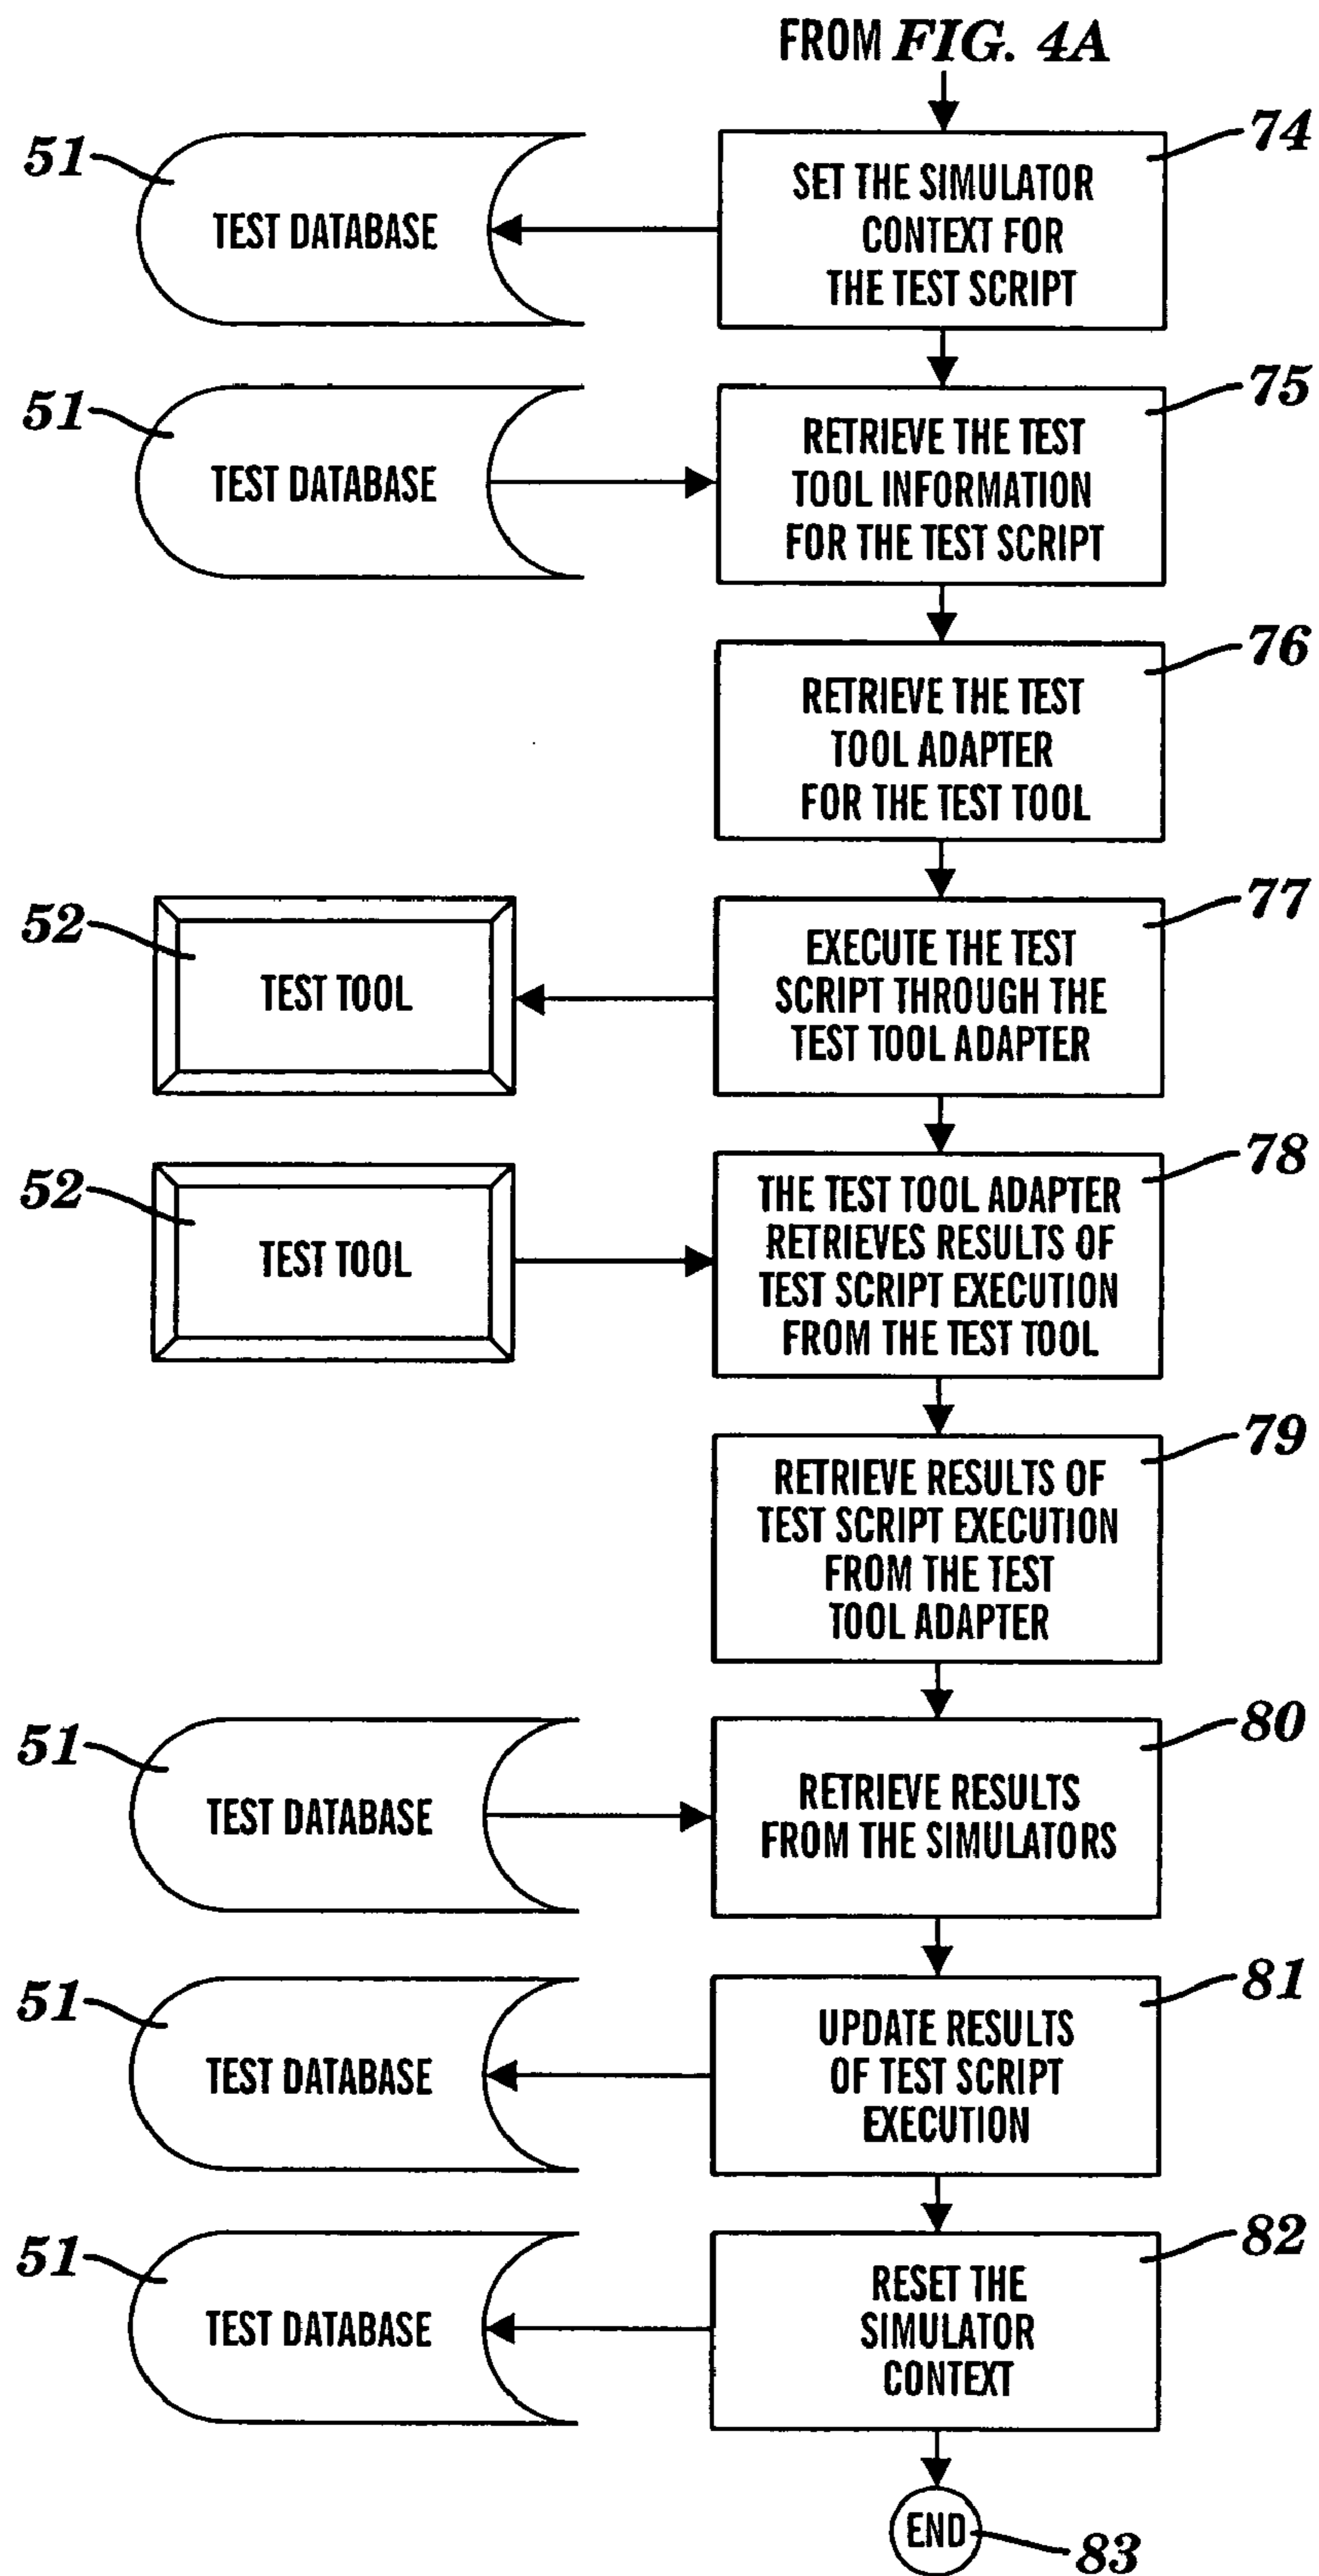 FROM FIG. 4A
74
51
SET THE SIMULATOR
CONTEXT FOR
THE TEST SCRIPT
TEST DATABASE
75
51
RETRIEVE THE TEST
TOOL INFORMATION
FOR THE TEST SCRIPT
TEST DATABASE
76
RETRIEVE THE TEST
TOOL ADAPTER
FOR THE TEST TOOL
77
52
EXECUTE THE TEST
SCRIPT THROUGH THE
TEST TOOL ADAPTER
TEST TOOL
78
52
THE TEST TOOL ADAPTER
RETRIEVES RESULTS OF
TEST SCRIPT EXECUTION
FROM THE TEST TOOL
TEST TOOL
79
RETRIEVE RESULTS OF
TEST SCRIPT EXECUTION
FROM THE TEST
TOOL ADAPTER
80
51
RETRIEVE RESULTS
FROM THE SIMULATORS
TEST DATABASE
81
51
UPDATE RESULTS
OF TEST SCRIPT
EXECUTION
TEST DATABASE
82
51
RESET THE
SIMULATOR
CONTEXT
TEST DATABASE
END
83